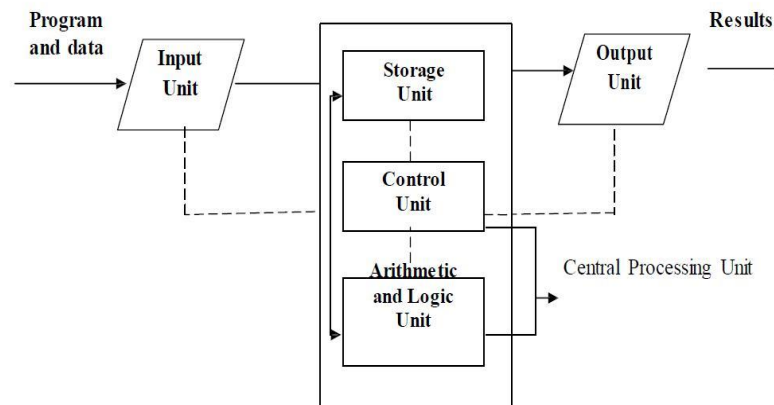 Program
and data
Input
Unit
Storage
Unit
Control
Unit
Arithmetic
and Logic
Unit
Output
Unit
Results
Central Processing Unit